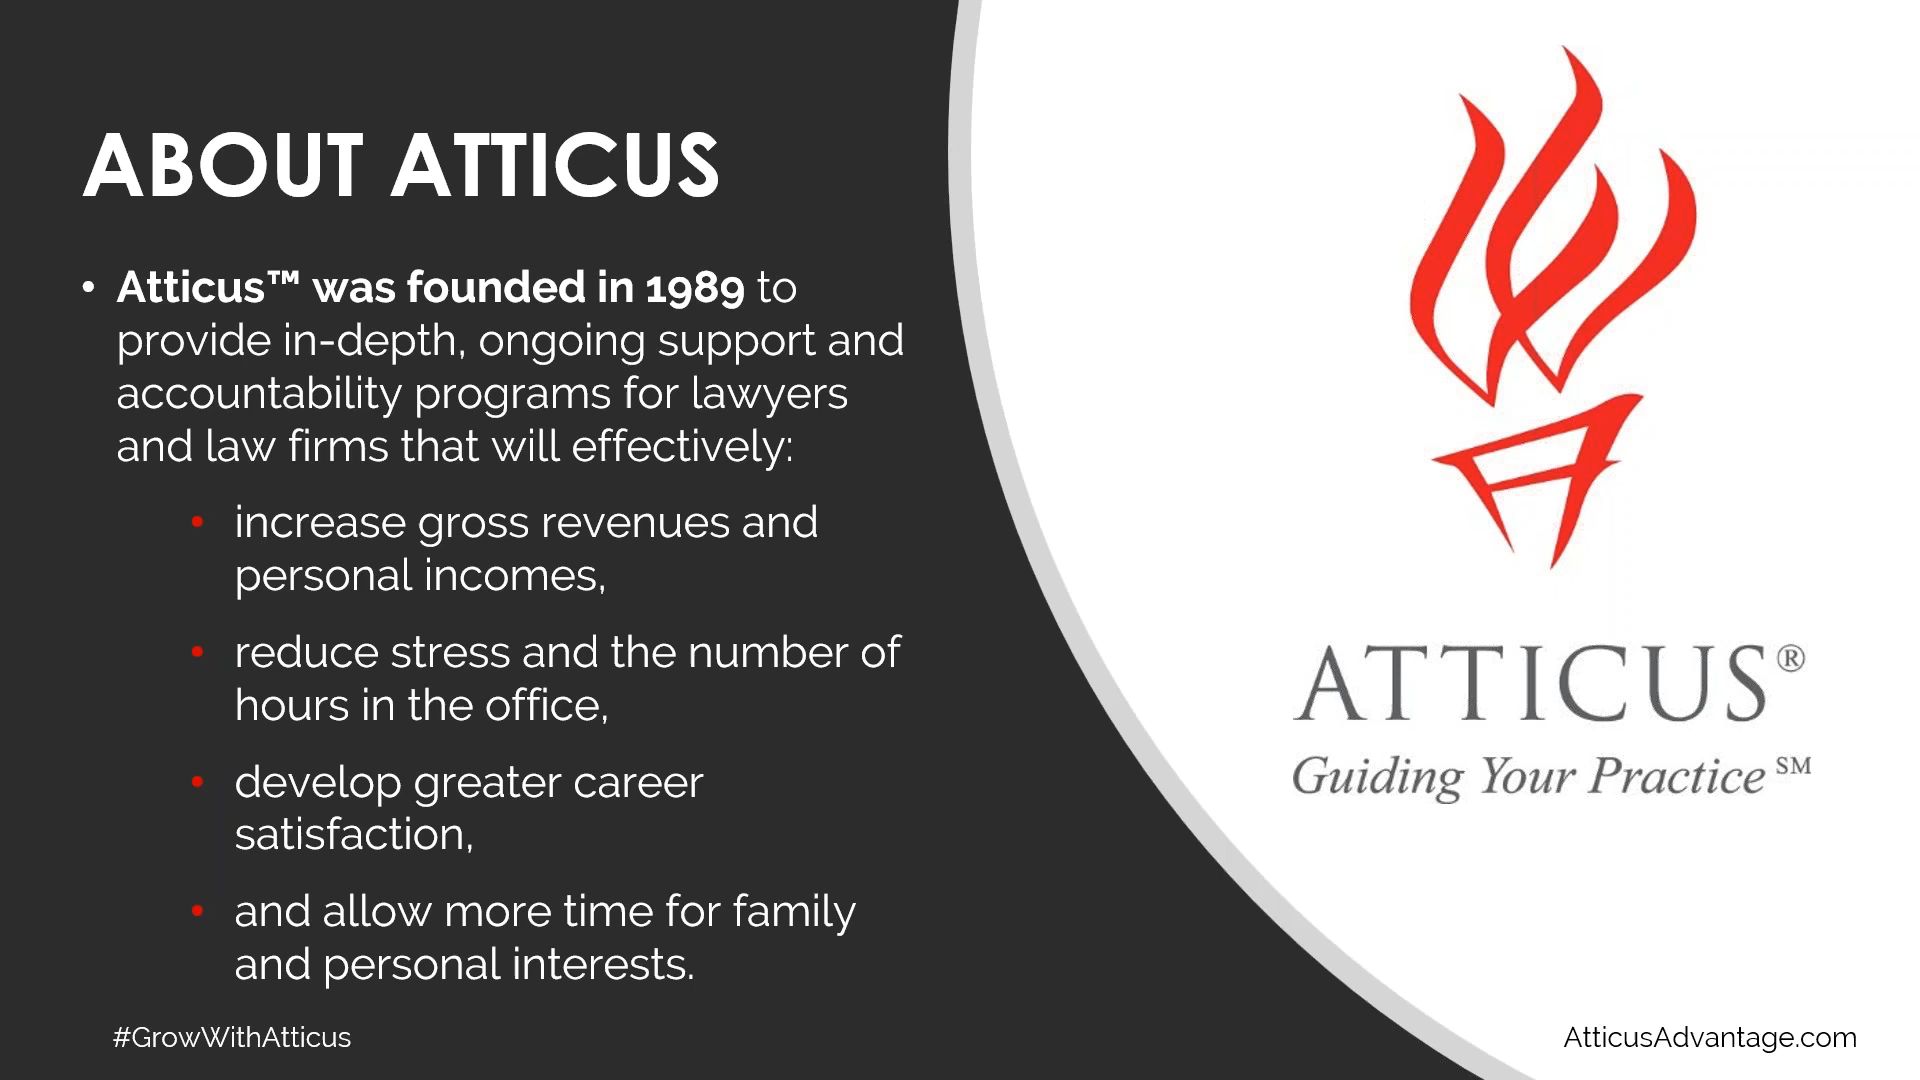 ABOUT ATTICUS
• Atticus™ was founded in 1989 to
provide in-depth, ongoing support and
accountability programs for lawyers
and law firms that will effectively:
• increase gross revenues and
personal incomes,
• reduce stress and the number of
hours in the office,
• develop greater career
satisfaction,
• and allow more time for family
and personal interests.
#GrowWithAtticus
ATTICUS®
Guiding Your Practice℠
AtticusAdvantage.com